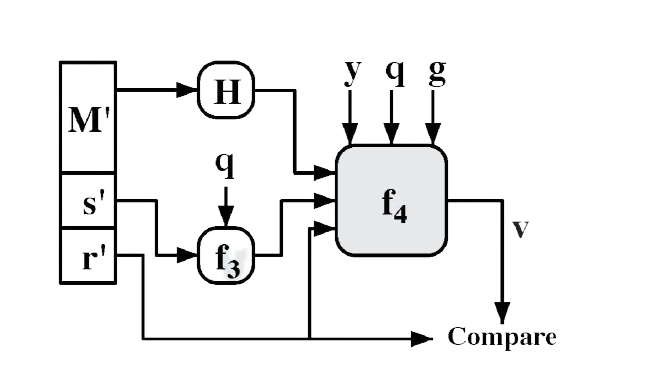 y q g
M' H
q
s' f4
v
r' f3
Compare